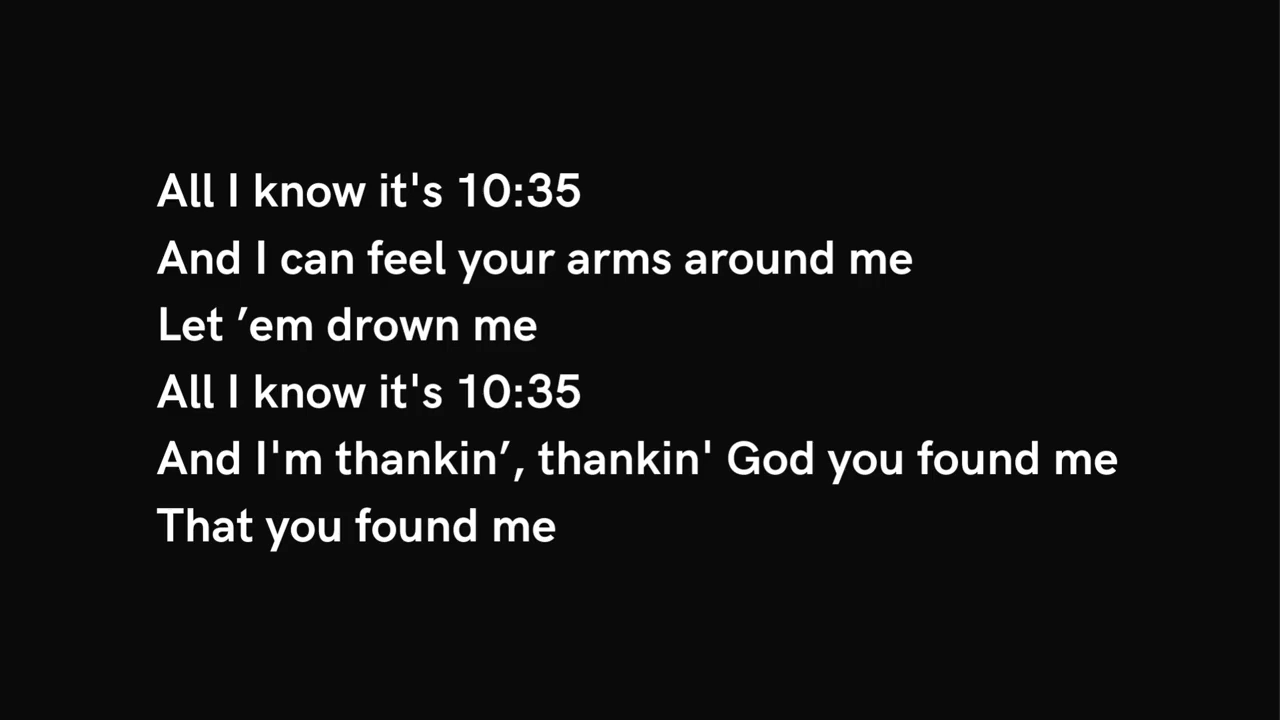 All I know it's 10:35
And I can feel your arms around me
Let ’em drown me
All I know it's 10:35
And I'm thankin’, thankin' God you found me
That you found me